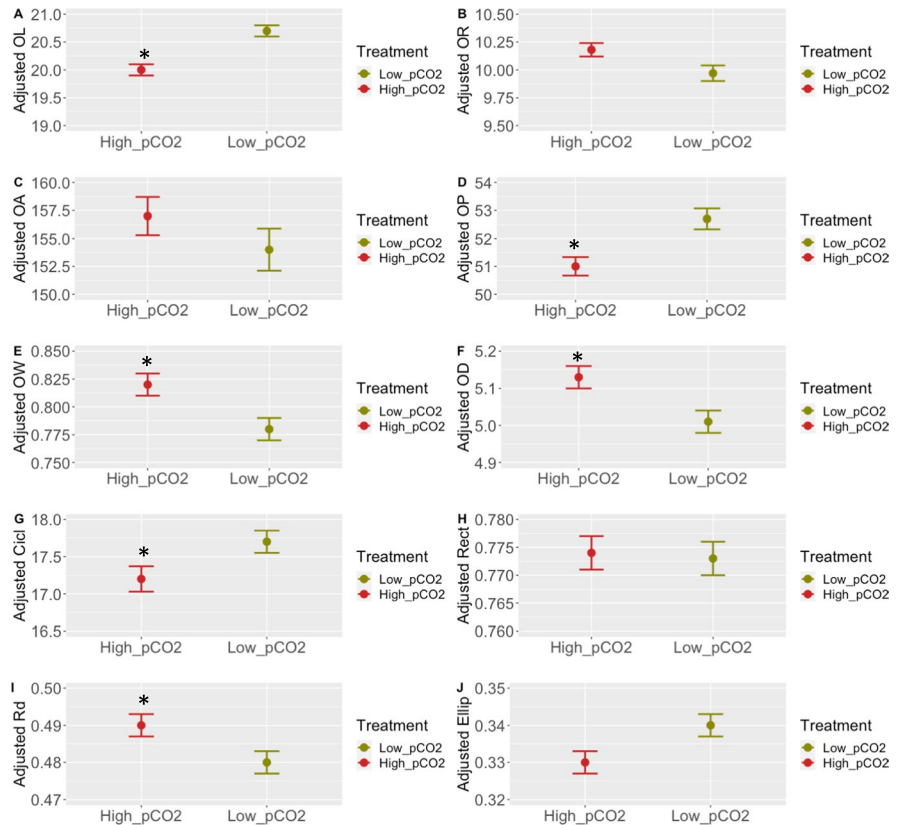 A
Adjusted OL
21.0
20.5
20.0
19.5
19.0
*
High_pCO2 Low_pCO2
Treatment
Low_pCO2
High_pCO2
B
Adjusted OR
10.50
10.25
10.00
9.75
9.50
High_pCO2 Low_pCO2
Treatment
Low_pCO2
High_pCO2
C
Adjusted OA
160.0
157.5
155.0
152.5
150.0
High_pCO2 Low_pCO2
Treatment
Low_pCO2
High_pCO2
D
Adjusted OP
54
53
52
51
50
*
High_pCO2 Low_pCO2
Treatment
Low_pCO2
High_pCO2
E
Adjusted OW
0.850
0.825
0.800
0.775
0.750
*
High_pCO2 Low_pCO2
Treatment
Low_pCO2
High_pCO2
F
Adjusted OD
5.2
5.1
5.0
4.9
*
High_pCO2 Low_pCO2
Treatment
Low_pCO2
High_pCO2
G
Adjusted Cicl
18.0
17.5
17.0
16.5
*
High_pCO2 Low_pCO2
Treatment
Low_pCO2
High_pCO2
H
Adjusted Rect
0.780
0.775
0.770
0.765
0.760
High_pCO2 Low_pCO2
Treatment
Low_pCO2
High_pCO2
I
Adjusted Rd
0.50
0.49
0.48
0.47
*
High_pCO2 Low_pCO2
Treatment
Low_pCO2
High_pCO2
J
Adjusted Ellip
0.35
0.34
0.33
0.32
High_pCO2 Low_pCO2
Treatment
Low_pCO2
High_pCO2